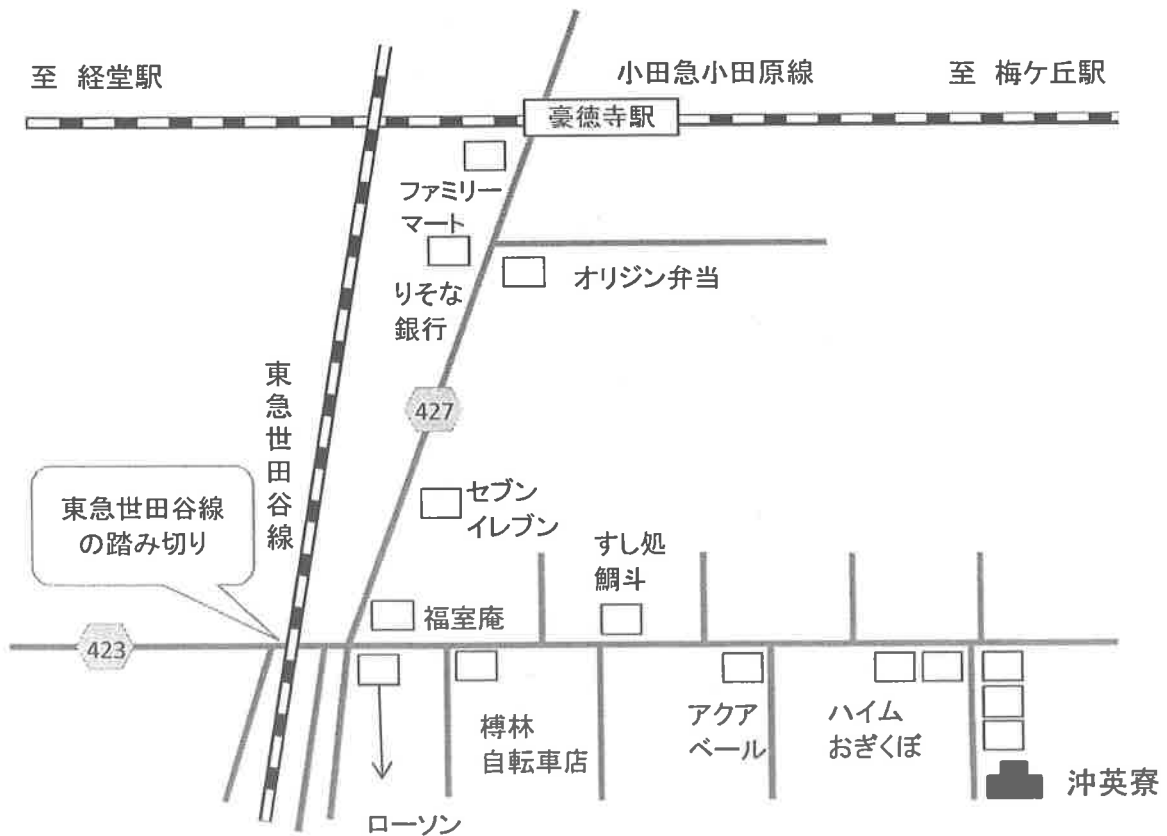 至 経堂駅
小田急小田原線
至 梅ケ丘駅
豪徳寺駅
ファミリー
マート
りそな
銀行
オリジン弁当
東急世田谷線
427
東急世田谷線
の踏み切り
セブン
イレブン
すし処
鯛斗
福室庵
423
榑林
自転車店
アクア
ベール
ハイム
おぎくぼ
沖英寮
ローソン